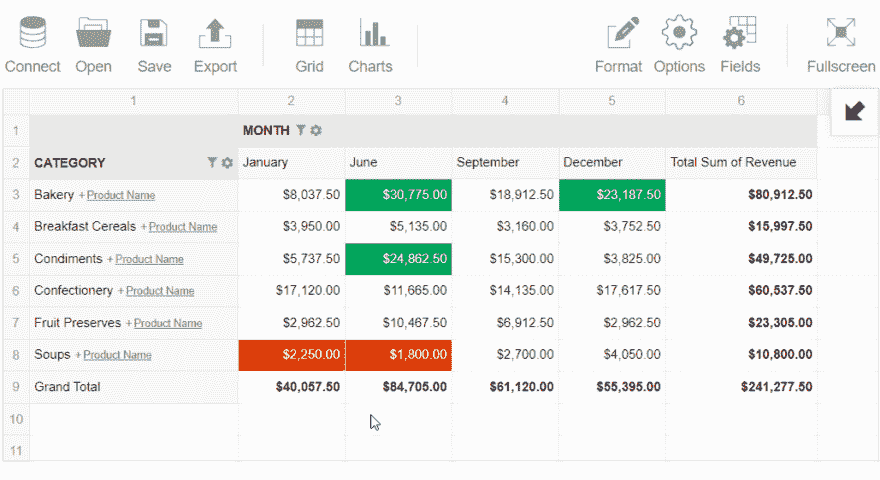 Connect Open Save Export Grid Charts Format Options Fields Fullscreen
1 2 3 4 5 6
1 MONTH
2 CATEGORY January June September December Total Sum of Revenue
3 Bakery +Product Name $8,037.50 $30,775.00 $18,912.50 $23,187.50 $80,912.50
4 Breakfast Cereals +Product Name $3,950.00 $5,135.00 $3,160.00 $3,752.50 $15,997.50
5 Condiments +Product Name $5,737.50 $24,862.50 $15,300.00 $3,825.00 $49,725.00
6 Confectionery +Product Name $17,120.00 $11,665.00 $14,135.00 $17,617.50 $60,537.50
7 Fruit Preserves +Product Name $2,962.50 $10,467.50 $6,912.50 $2,962.50 $23,305.00
8 Soups +Product Name $2,250.00 $1,800.00 $2,700.00 $4,050.00 $10,800.00
9 Grand Total $40,057.50 $84,705.00 $61,120.00 $55,395.00 $241,277.50
10
11